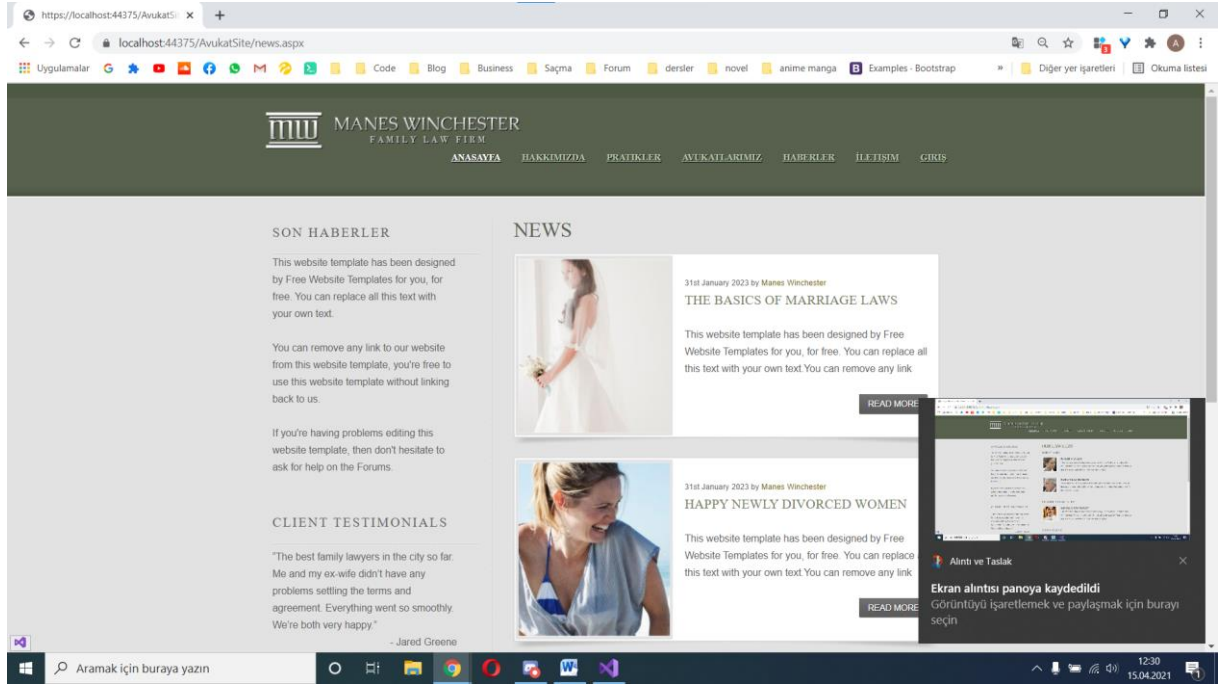 https://localhost:44375/AvukatSi
localhost:44375/AvukatSite/news.aspx
Uygulamalar
Code
Blog
Business
Saçma
Forum
dersler
novel
anime manga
B
Examples - Bootstrap
»
Diğer yer işaretleri
Okuma listesi
MW MANES WINCHESTER
FAMILY LAW FIRM
ANASAYFA HAKKIMIZDA PRATIKLER AVUKATLARIMIZ HABERLER İLETIŞIM GIRIŞ
SON HABERLER
This website template has been designed
by Free Website Templates for you, for
free. You can replace all this text with
your own text.
You can remove any link to our website
from this website template, you're free to
use this website template without linking
back to us.
If you're having problems editing this
website template, then don't hesitate to
ask for help on the Forums.
CLIENT TESTIMONIALS
"The best family lawyers in the city so far.
Me and my ex-wife didn't have any
problems settling the terms and
agreement. Everything went so smoothly.
We're both very happy."
- Jared Greene
NEWS
31st January 2023 by Manes Winchester
THE BASICS OF MARRIAGE LAWS
This website template has been designed by Free
Website Templates for you, for free. You can replace all
this text with your own text.You can remove any link
READ MORE
31st January 2023 by Manes Winchester
HAPPY NEWLY DIVORCED WOMEN
This website template has been designed by Free
Website Templates for you, for free. You can replace
this text with your own text.You can remove any link
READ MORE
Alıntı ve Taslak
Ekran alıntısı panoya kaydedildi
Görüntüyü işaretlemek ve paylaşmak için burayı
seçin
Aramak için buraya yazın
12:30
15.04.2021